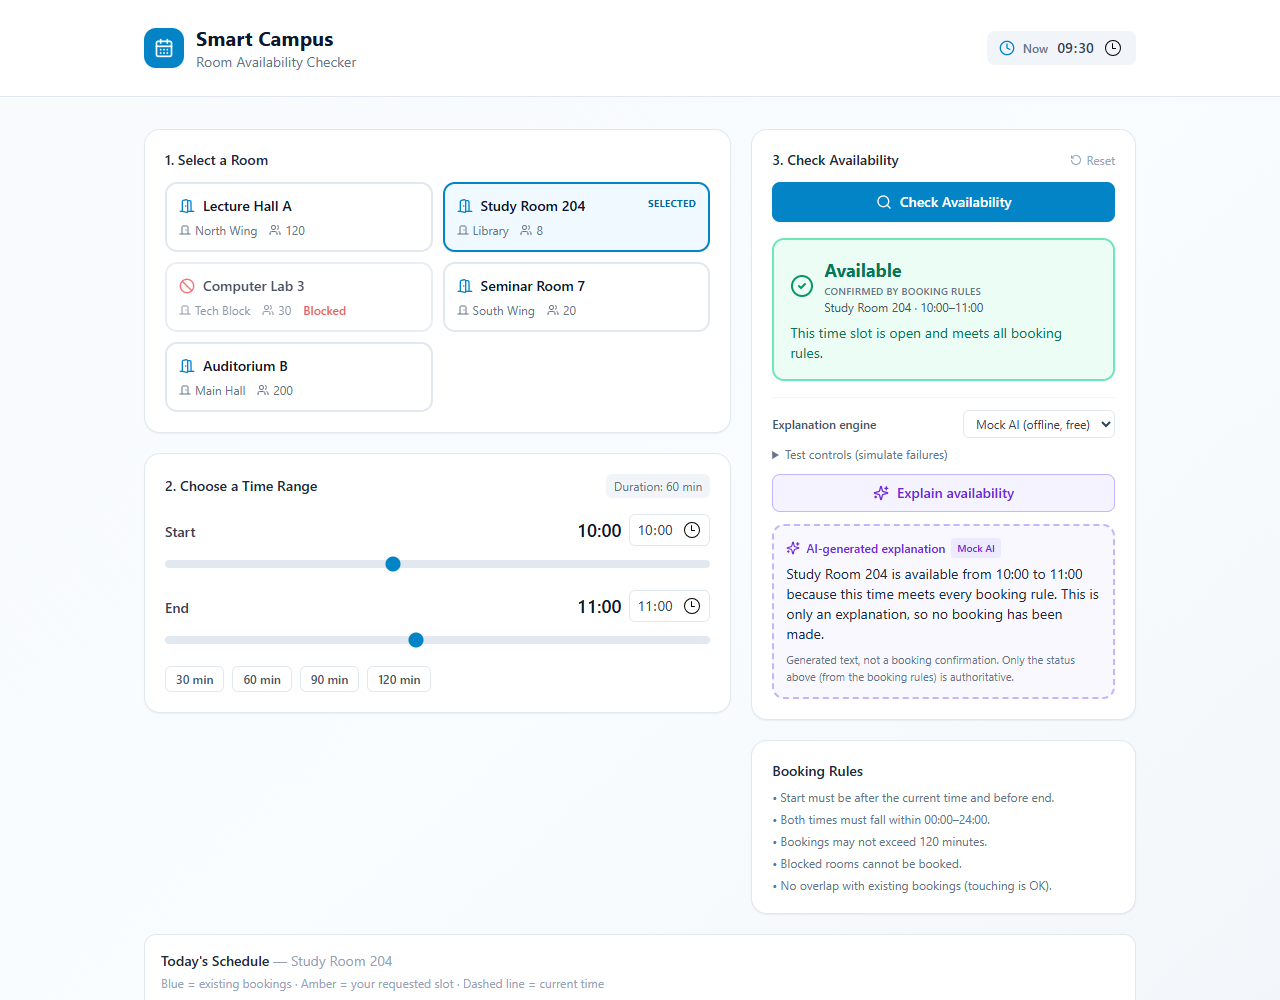 Smart Campus
Room Availability Checker
Now 09:30
1. Select a Room
Lecture Hall A
North Wing 120
Study Room 204 SELECTED
Library 8
Computer Lab 3
Tech Block 30 Blocked
Seminar Room 7
South Wing 20
Auditorium B
Main Hall 200
2. Choose a Time Range Duration: 60 min
Start 10:00 10:00
End 11:00 11:00
30 min 60 min 90 min 120 min
3. Check Availability Reset
Check Availability
Available
CONFIRMED BY BOOKING RULES
Study Room 204 · 10:00–11:00
This time slot is open and meets all booking
rules.
Explanation engine Mock AI (offline, free)
Test controls (simulate failures)
Explain availability
AI-generated explanation Mock AI
Study Room 204 is available from 10:00 to 11:00
because this time meets every booking rule. This is
only an explanation, so no booking has been
made.
Generated text, not a booking confirmation. Only the status
above (from the booking rules) is authoritative.
Booking Rules
• Start must be after the current time and before end.
• Both times must fall within 00:00–24:00.
• Bookings may not exceed 120 minutes.
• Blocked rooms cannot be booked.
• No overlap with existing bookings (touching is OK).
Today's Schedule — Study Room 204
Blue = existing bookings · Amber = your requested slot · Dashed line = current time